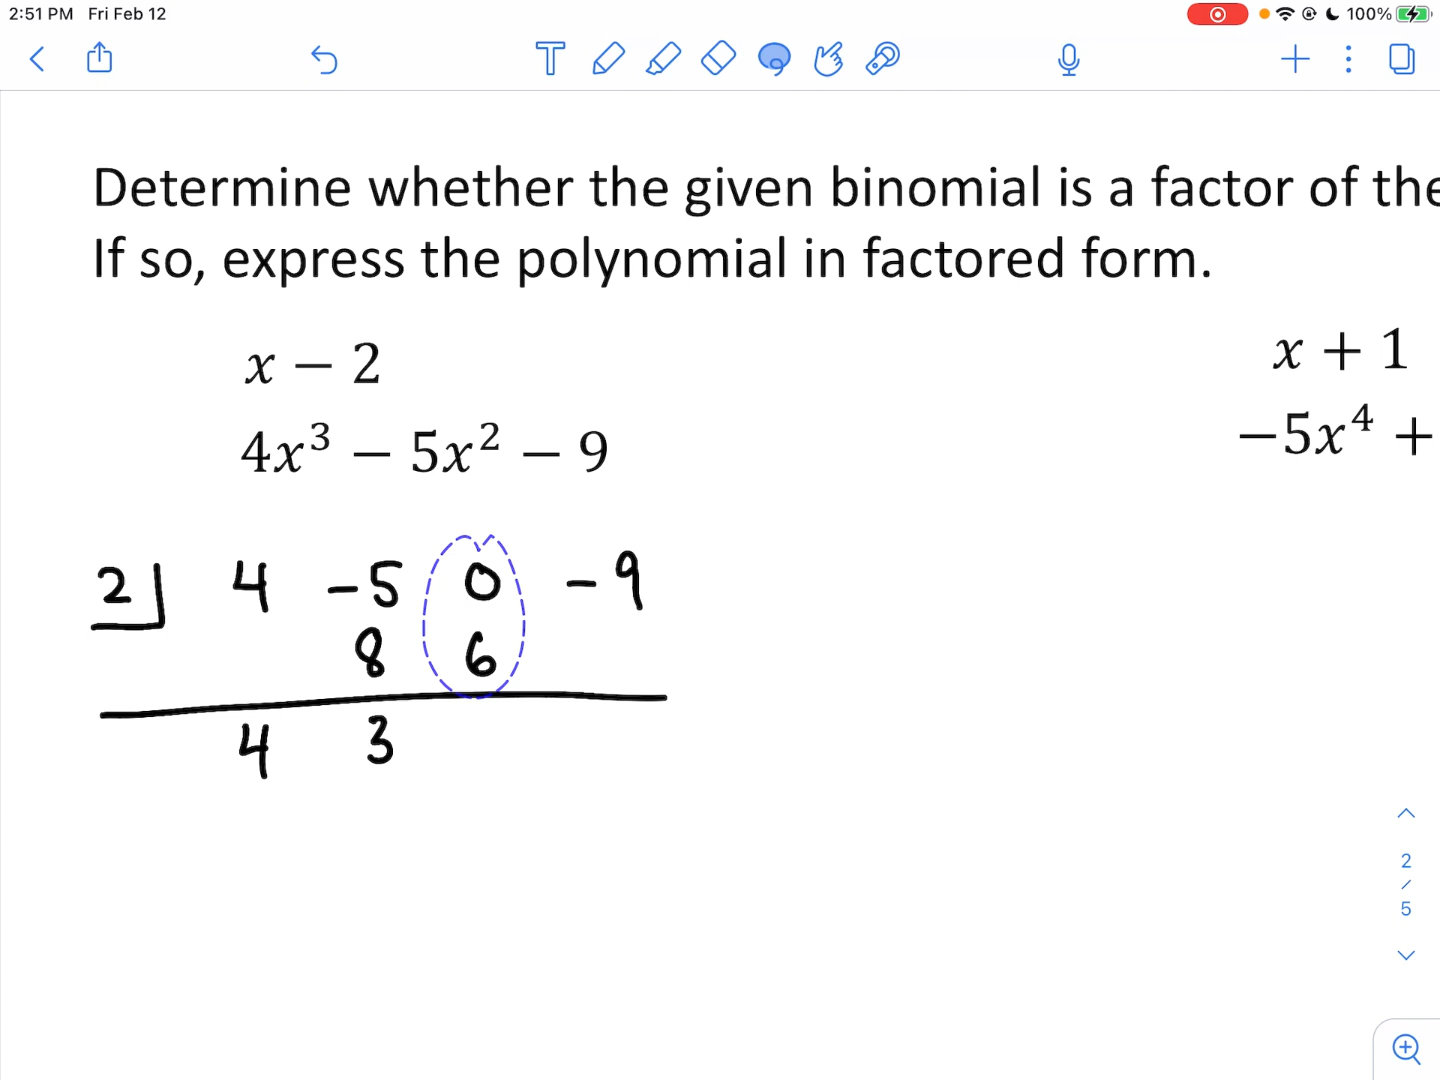 2:51 PM Fri Feb 12
100%
T
Determine whether the given binomial is a factor of the
If so, express the polynomial in factored form.
x − 2
x + 1
4x³ − 5x² − 9
−5x⁴ +
2 4 -5 0 -9
8 6
4 3
2
/
5